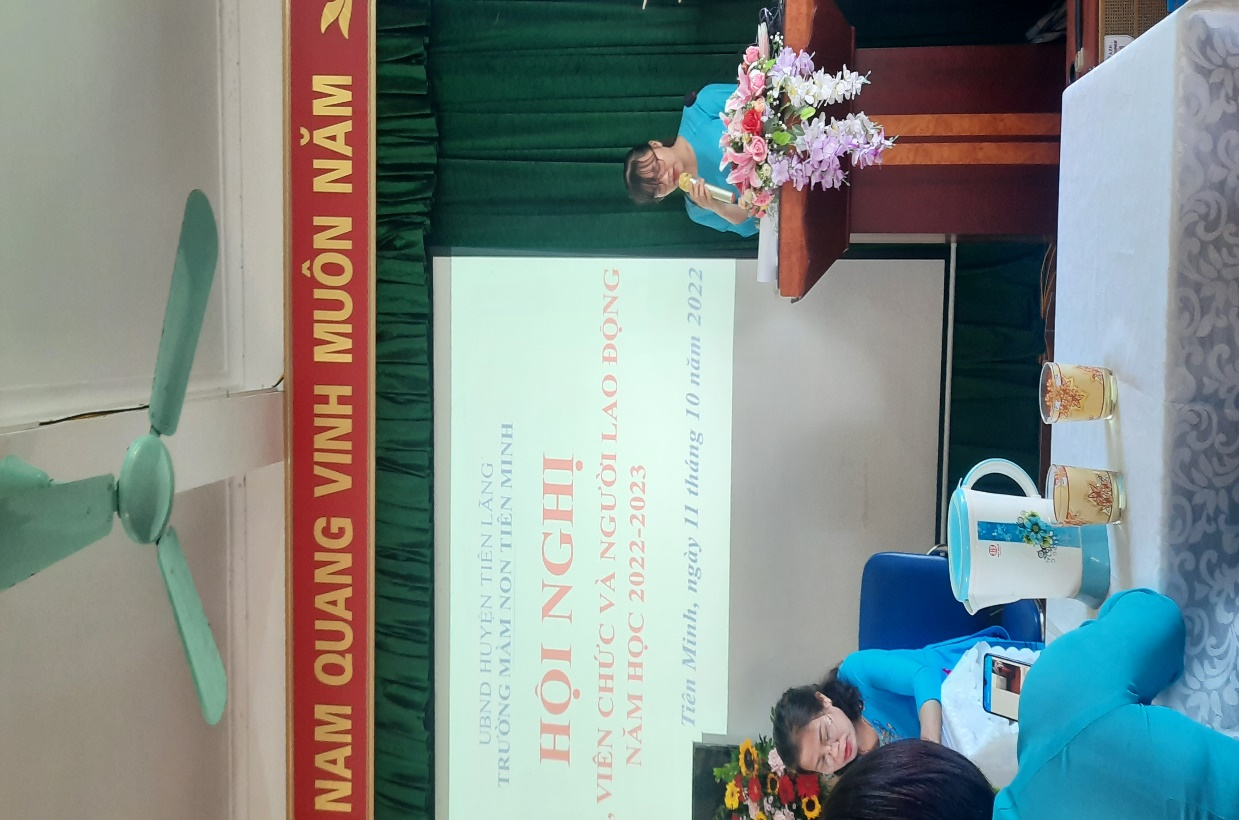 NAM QUANG VINH MUÔN NĂM
UBND HUYỆN TIÊN LÃNG
TRƯỜNG MẦM NON TIÊN MINH
HỘI NGHỊ
, VIÊN CHỨC VÀ NGƯỜI LAO ĐỘNG
NĂM HỌC 2022-2023
Tiên Minh, ngày 11 tháng 10 năm 2022